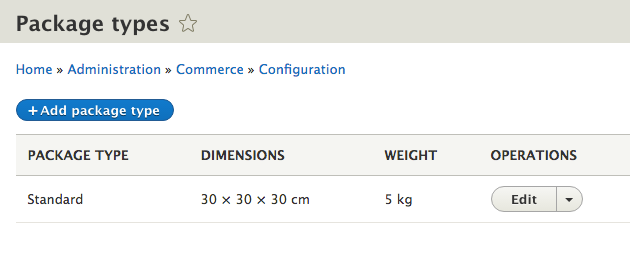 Package types
Home » Administration » Commerce » Configuration
+Add package type
PACKAGE TYPE DIMENSIONS WEIGHT OPERATIONS
Standard 30 × 30 × 30 cm 5 kg Edit